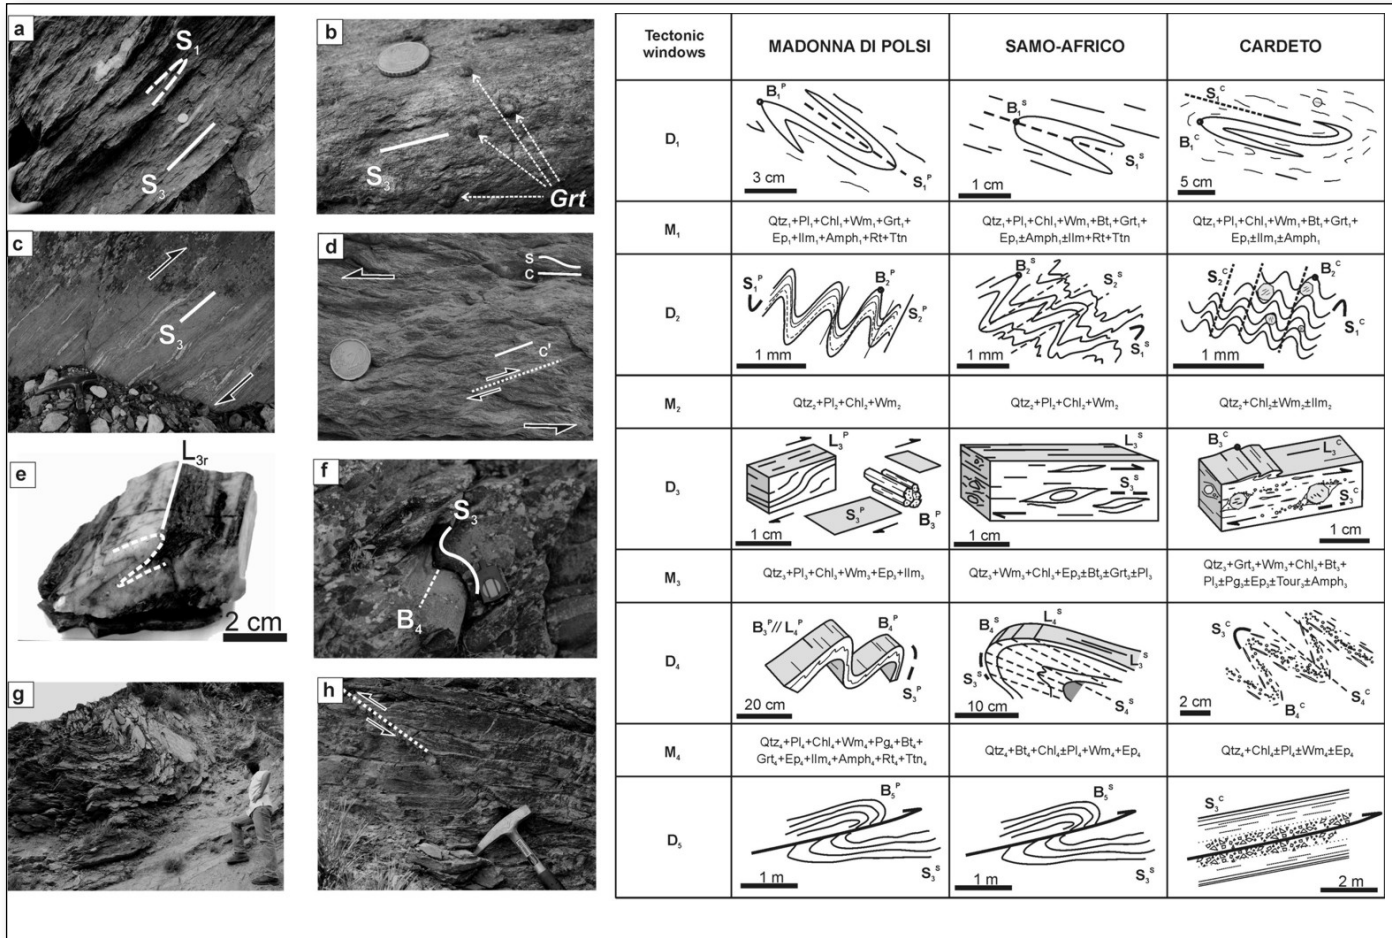 a
S1
S3
b
S3
Grt
c
S3
d
S
C
C'
e
L3r
2 cm
f
S3
B4
g
h
Tectonic
windows
MADONNA DI POLSI
SAMO-AFRICO
CARDETO
D1
B1P
S1P
3 cm
B1S
S1S
1 cm
S1C
B1C
5 cm
M1
Qtz1+Pl1+Chl1+Wm1+Grt1+
Ep1+Ilm1+Amph1+Rt+Ttn
Qtz1+Pl1+Chl1+Wm1+Bt1+Grt1+
Ep1±Amph1±Ilm+Rt+Ttn
Qtz1+Pl1+Chl1+Wm1+Bt1+Grt1+
Ep1±Ilm1±Amph1
D2
S1P
B2P
S2P
1 mm
B2S
S2S
S1S
1 mm
S2C
B2C
S1C
1 mm
M2
Qtz2+Pl2+Chl2+Wm2
Qtz2+Pl2+Chl2+Wm2
Qtz2+Chl2±Wm2±Ilm2
D3
L3P
S3P
B3P
1 cm
L3S
S3S
1 cm
B3C
L3C
S3C
1 cm
M3
Qtz3+Pl3+Chl3+Wm3+Ep3+Ilm3
Qtz3+Wm3+Chl3+Ep3±Bt3±Grt3±Pl3
Qtz3+Grt3+Wm3+Chl3+Bt3+
Pl3±Pg3±Ep3±Tour3±Amph3
D4
B3P//L4P
B4P
S3P
20 cm
B4S
L4S
L3S
S3S
S4S
10 cm
S3C
S4C
B4C
2 cm
M4
Qtz4+Pl4+Chl4+Wm4+Pg4+Bt4+
Grt4+Ep4+Ilm4+Amph4+Rt4+Ttn4
Qtz4+Bt4+Chl4±Pl4+Wm4+Ep4
Qtz4+Chl4±Pl4±Wm4±Ep4
D5
B5P
S3S
1 m
B5S
S3S
1 m
S3C
2 m